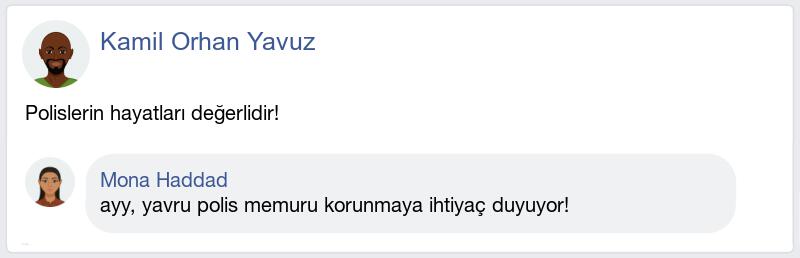 Kamil Orhan Yavuz
Polislerin hayatları değerlidir!
Mona Haddad
ayy, yavru polis memuru korunmaya ihtiyaç duyuyor!